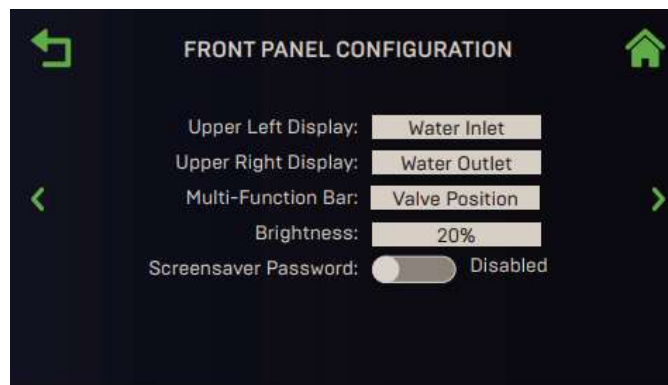 FRONT PANEL CONFIGURATION
Upper Left Display: Water Inlet
Upper Right Display: Water Outlet
Multi-Function Bar: Valve Position
Brightness: 20%
Screensaver Password: Disabled